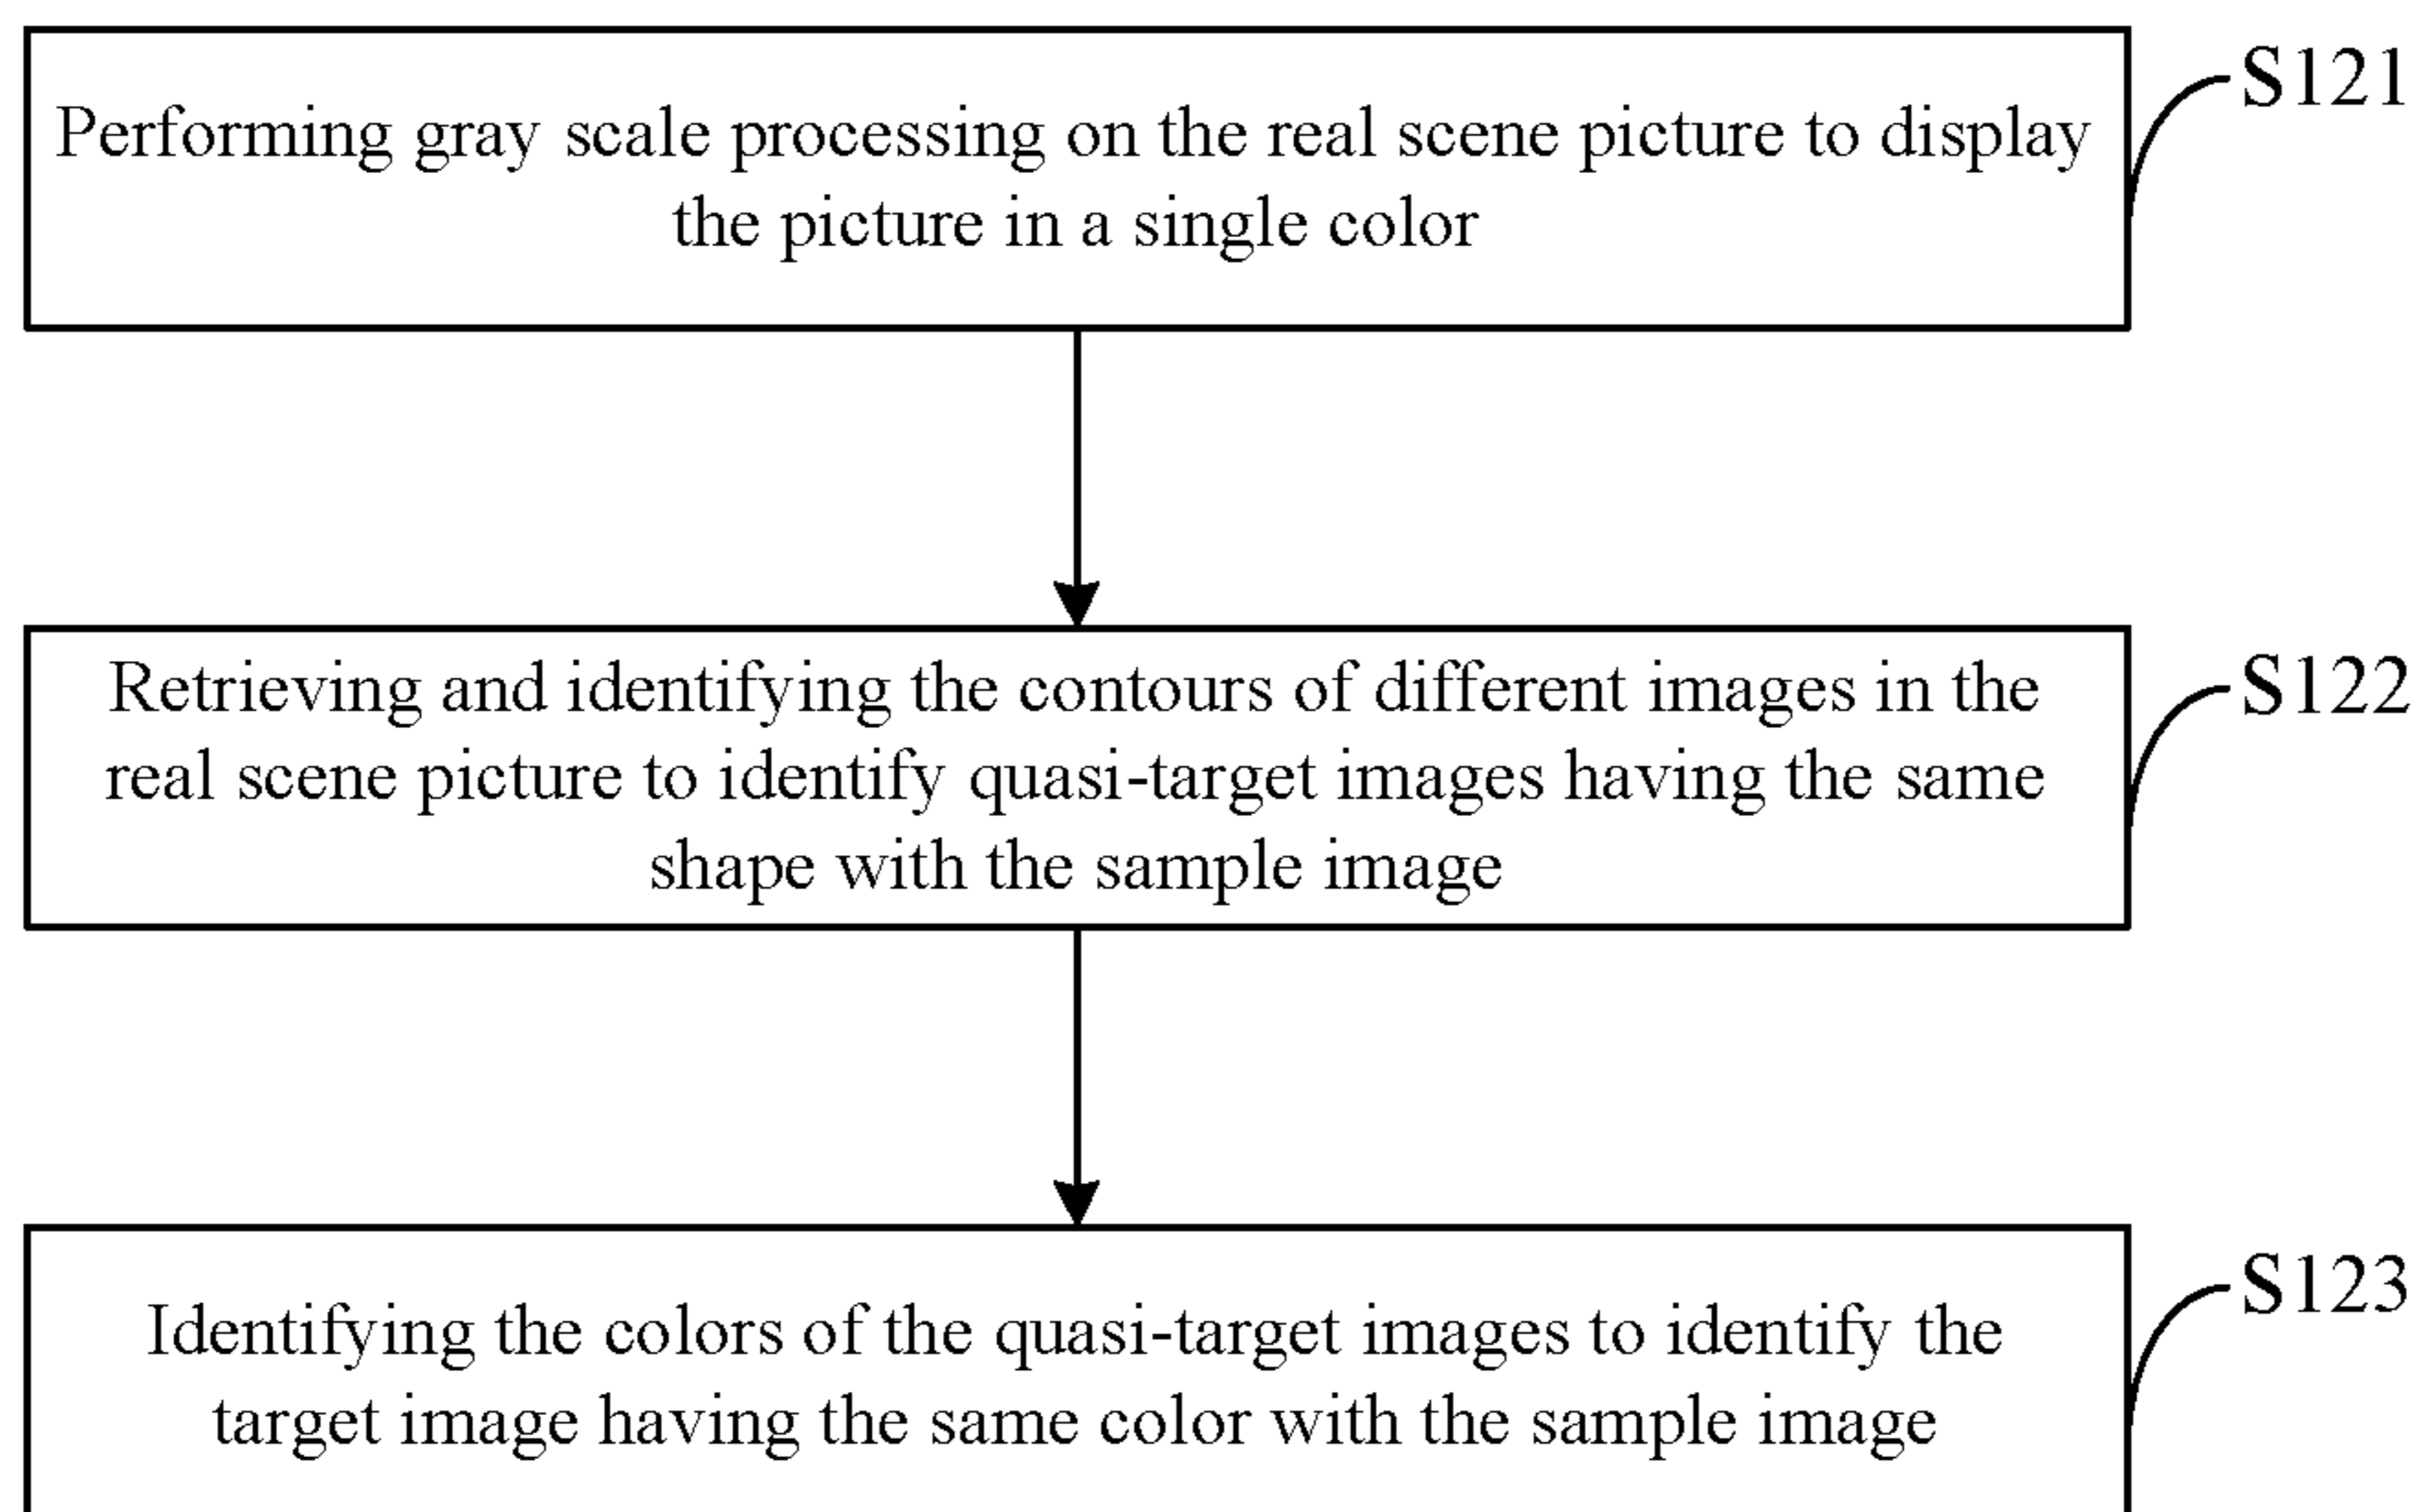 Performing gray scale processing on the real scene picture to display
the picture in a single color
S121
Retrieving and identifying the contours of different images in the
real scene picture to identify quasi-target images having the same
shape with the sample image
S122
Identifying the colors of the quasi-target images to identify the
target image having the same color with the sample image
S123